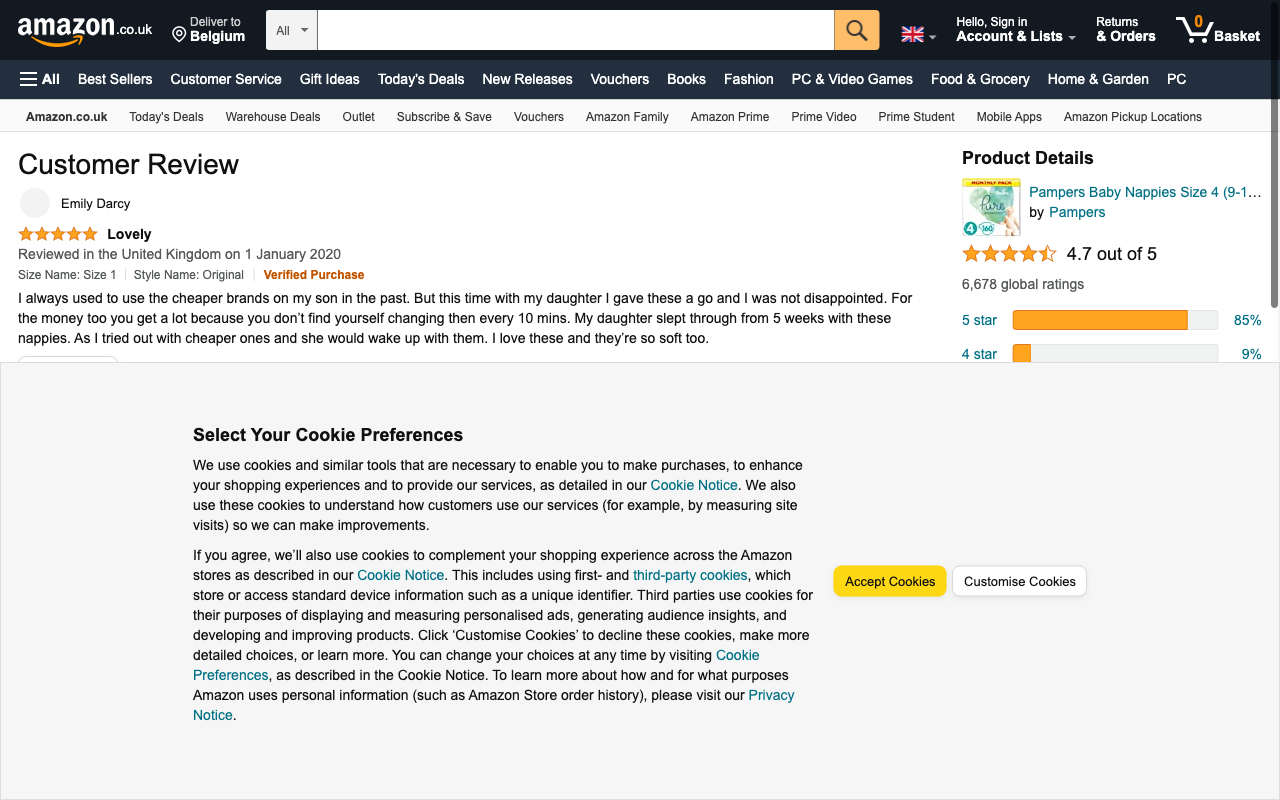 amazon.co.uk
Deliver to
Belgium
All
Hello, Sign in
Account & Lists
Returns
& Orders
0
Basket
All
Best Sellers
Customer Service
Gift Ideas
Today's Deals
New Releases
Vouchers
Books
Fashion
PC & Video Games
Food & Grocery
Home & Garden
PC
Amazon.co.uk
Today's Deals
Warehouse Deals
Outlet
Subscribe & Save
Vouchers
Amazon Family
Amazon Prime
Prime Video
Prime Student
Mobile Apps
Amazon Pickup Locations
Customer Review
Emily Darcy
Lovely
Reviewed in the United Kingdom on 1 January 2020
Size Name: Size 1
Style Name: Original
Verified Purchase
I always used to use the cheaper brands on my son in the past. But this time with my daughter I gave these a go and I was not disappointed. For
the money too you get a lot because you don’t find yourself changing then every 10 mins. My daughter slept through from 5 weeks with these
nappies. As I tried out with cheaper ones and she would wake up with them. I love these and they’re so soft too.
Product Details
MONTHLY PACK
Pure
4
160
Pampers Baby Nappies Size 4 (9-1…
by Pampers
4.7 out of 5
6,678 global ratings
5 star
85%
4 star
9%
Select Your Cookie Preferences
We use cookies and similar tools that are necessary to enable you to make purchases, to enhance
your shopping experiences and to provide our services, as detailed in our Cookie Notice. We also
use these cookies to understand how customers use our services (for example, by measuring site
visits) so we can make improvements.
If you agree, we’ll also use cookies to complement your shopping experience across the Amazon
stores as described in our Cookie Notice. This includes using first- and third-party cookies, which
store or access standard device information such as a unique identifier. Third parties use cookies for
their purposes of displaying and measuring personalised ads, generating audience insights, and
developing and improving products. Click ‘Customise Cookies’ to decline these cookies, make more
detailed choices, or learn more. You can change your choices at any time by visiting Cookie
Preferences, as described in the Cookie Notice. To learn more about how and for what purposes
Amazon uses personal information (such as Amazon Store order history), please visit our Privacy
Notice.
Accept Cookies
Customise Cookies